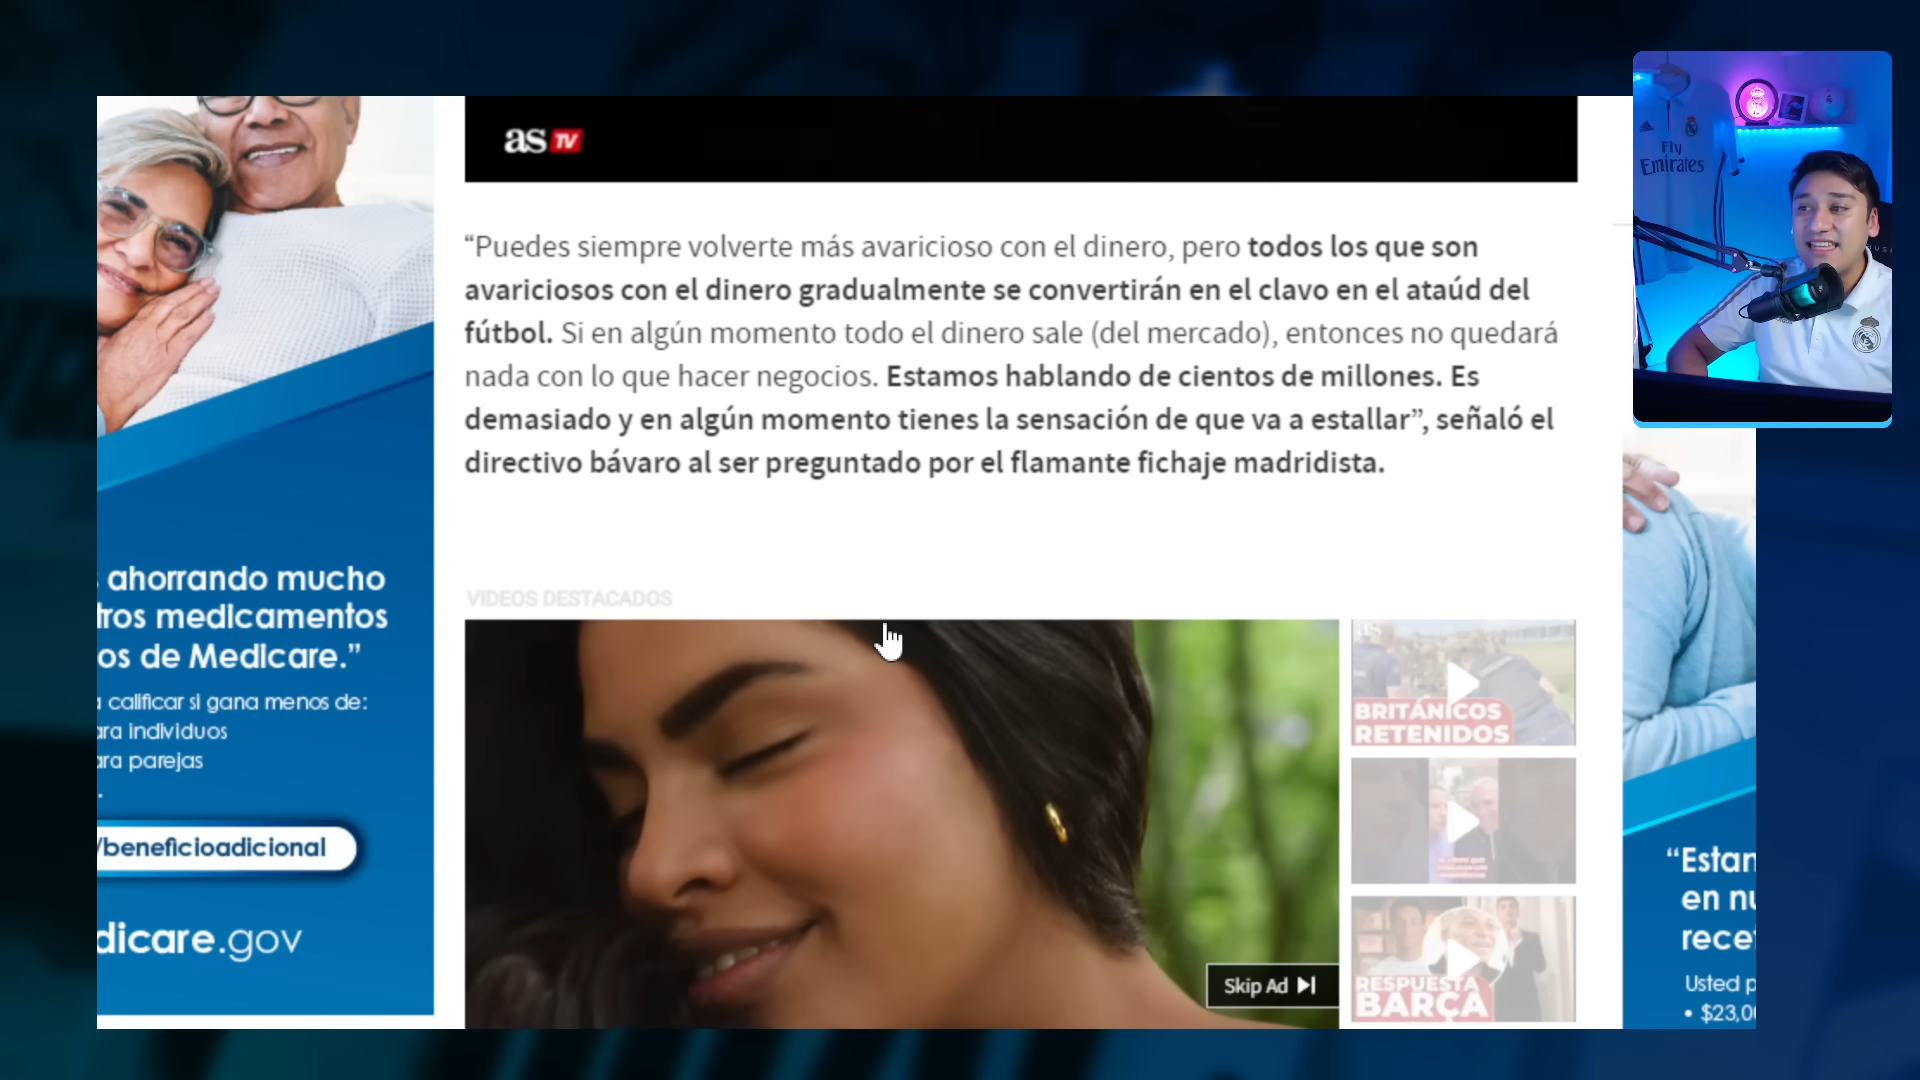 as TV
“Puedes siempre volverte más avaricioso con el dinero, pero todos los que son
avariciosos con el dinero gradualmente se convertirán en el clavo en el ataúd del
fútbol. Si en algún momento todo el dinero sale (del mercado), entonces no quedará
nada con lo que hacer negocios. Estamos hablando de cientos de millones. Es
demasiado y en algún momento tienes la sensación de que va a estallar”, señaló el
directivo bávaro al ser preguntado por el flamante fichaje madridista.
VIDEOS DESTACADOS
Skip Ad
BRITÁNICOS
RETENIDOS
RESPUESTA
BARÇA
ahorrando mucho
tros medicamentos
os de Medicare.”
calificar si gana menos de:
ara individuos
ara parejas
/beneficioadicional
dicare.gov
“Estan
en nu
rece
Usted p
• $23,0
Fly
Emirates